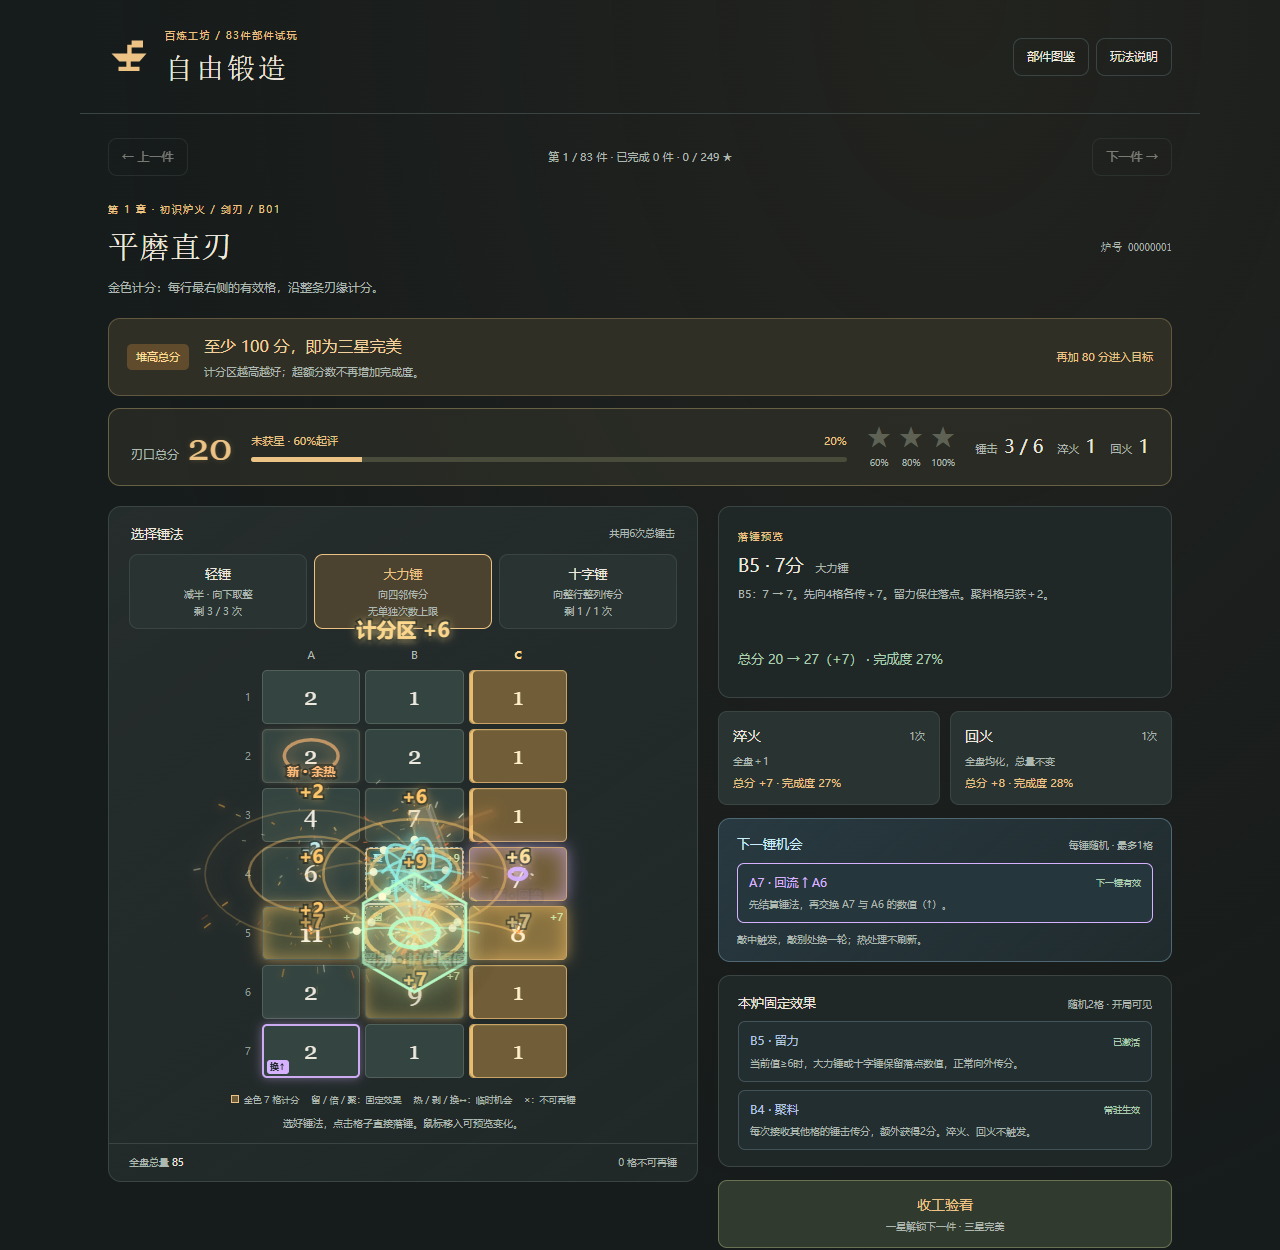 百炼工坊 / 83件部件试玩
自由锻造
部件图鉴
玩法说明
← 上一件
第 1 / 83 件 · 已完成 0 件 · 0 / 249 ★
下一件 →
第 1 章 · 初识炉火 / 剑刃 / B01
平磨直刃
炉号 00000001
金色计分：每行最右侧的有效格，沿整条刃缘计分。
堆高总分
至少 100 分，即为三星完美
计分区越高越好；超额分数不再增加完成度。
再加 80 分进入目标
刃口总分 20
未获星 · 60%起评
20%
60% 80% 100%
锤击 3 / 6 淬火 1 回火 1
选择锤法
共用6次总锤击
轻锤
减半 · 向下取整
剩 3 / 3 次
大力锤
向四邻传分
无单独次数上限
十字锤
向整行整列传分
剩 1 / 1 次
计分区 +6
A B C
1 2 1 1
2 2 2 1
新 · 余热
+2 +6
3 4 7 1
+6 +9 +9 +6
4 6
+2
+7 +7 +7 +7
5 11 8
+7 +7
6 2 9 1
7 2 1 1
换↑
金色 7 格计分 留 / 倍 / 聚：固定效果 热 / 剥 / 换↔：临时机会 ×：不可再锤
选好锤法，点击格子直接落锤。鼠标移入可预览变化。
全盘总量 85
0 格不可再锤
落锤预览
B5 · 7分 大力锤
B5：7 → 7。先向4格各传 + 7。留力保住落点。聚料格另获 + 2。
总分 20 → 27（+7） · 完成度 27%
淬火 1次
全盘 + 1
总分 +7 · 完成度 27%
回火 1次
全盘均化，总量不变
总分 +8 · 完成度 28%
下一锤机会
每锤随机 · 最多1格
A7 · 回流 ↑ A6
下一锤有效
先结算锤法，再交换 A7 与 A6 的数值（↑）。
敲中触发，敲别处换一轮；热处理不刷新。
本炉固定效果
随机2格 · 开局可见
B5 · 留力
已激活
当前值≥6时，大力锤或十字锤保留落点数值，正常向外传分。
B4 · 聚料
常驻生效
每次接收其他格的锤击传分，额外获得2分。淬火、回火不触发。
收工验看
一星解锁下一件 · 三星完美